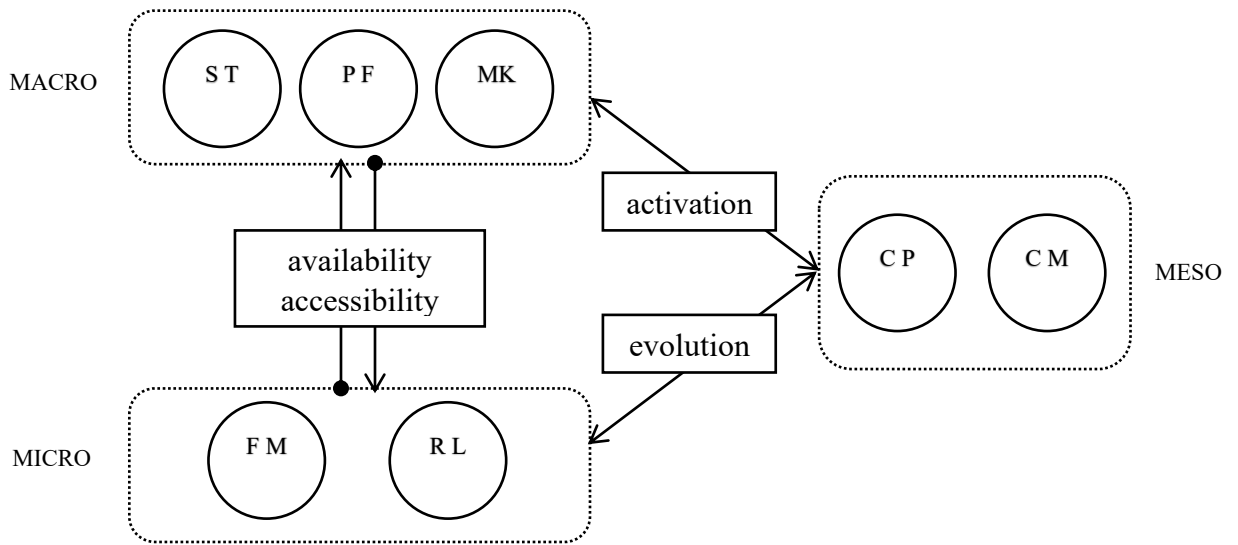 MACRO
S T
P F
MK
activation
availability
accessibility
C P
C M
MESO
evolution
MICRO
F M
R L